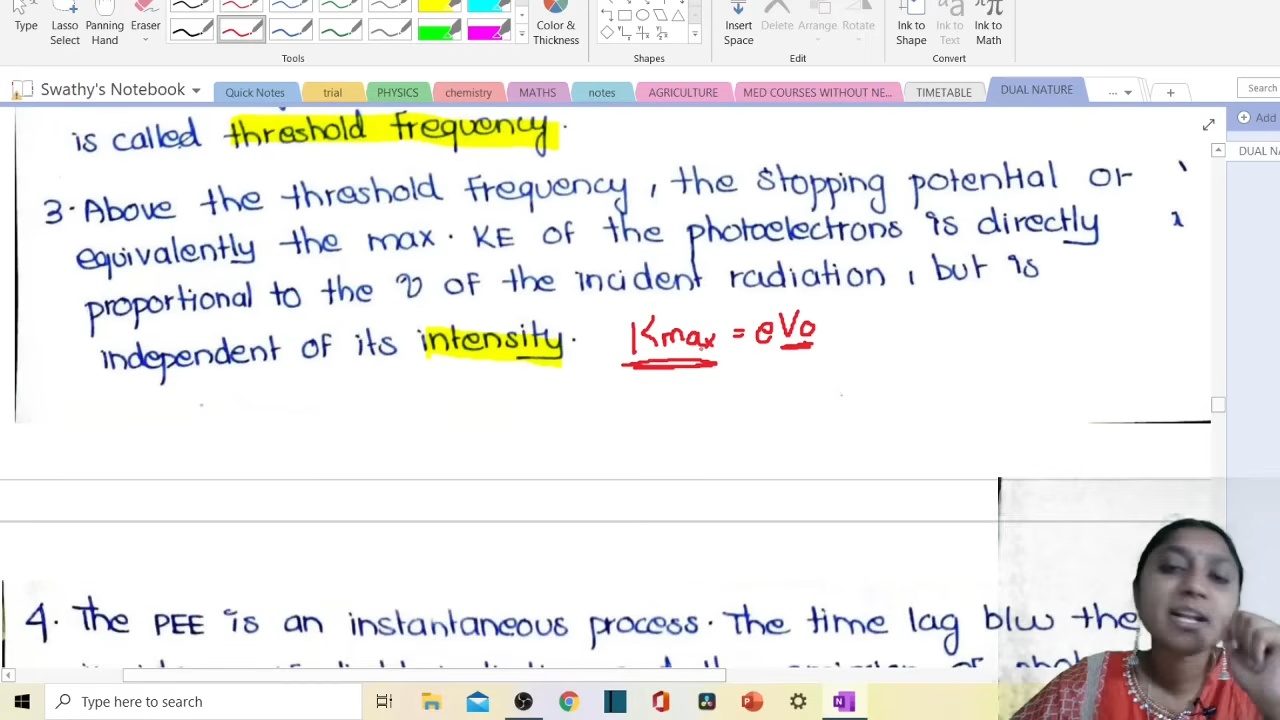 Type
Lasso
Select
Panning
Hand
Eraser
Color &
Thickness
Insert
Space
Delete
Arrange
Rotate
Ink to
Shape
Ink to
Text
Ink to
Math
Tools
Shapes
Edit
Convert
Swathy's Notebook
Quick Notes
trial
PHYSICS
chemistry
MATHS
notes
AGRICULTURE
MED COURSES WITHOUT NE...
TIMETABLE
DUAL NATURE
...
Search
Add
DUAL NA
is called threshold frequency.
3. Above the threshold frequency, the stopping potential or
equivalently the max. KE of the photoelectrons is directly
proportional to the ν of the incident radiation, but is
independent of its intensity. Kmax = eVo
4. The PEE is an instantaneous process. The time lag b/w the
Type here to search